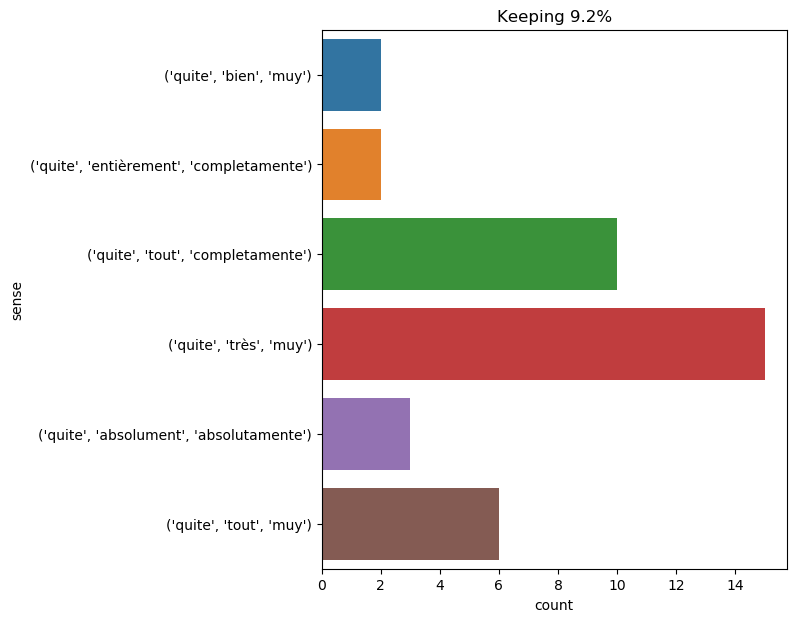 Keeping 9.2%
('quite', 'bien', 'muy')
('quite', 'entièrement', 'completamente')
('quite', 'tout', 'completamente')
('quite', 'très', 'muy')
('quite', 'absolument', 'absolutamente')
('quite', 'tout', 'muy')
sense
0 2 4 6 8 10 12 14
count